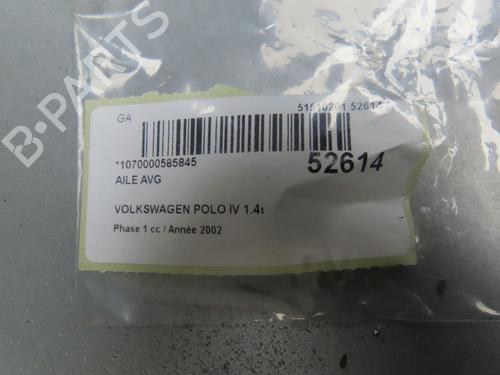 GA
51510201 52614
*1070000585845
52614
AILE AVG
VOLKSWAGEN POLO IV 1.4i
Phase 1 cc / Année 2002
B-PARTS